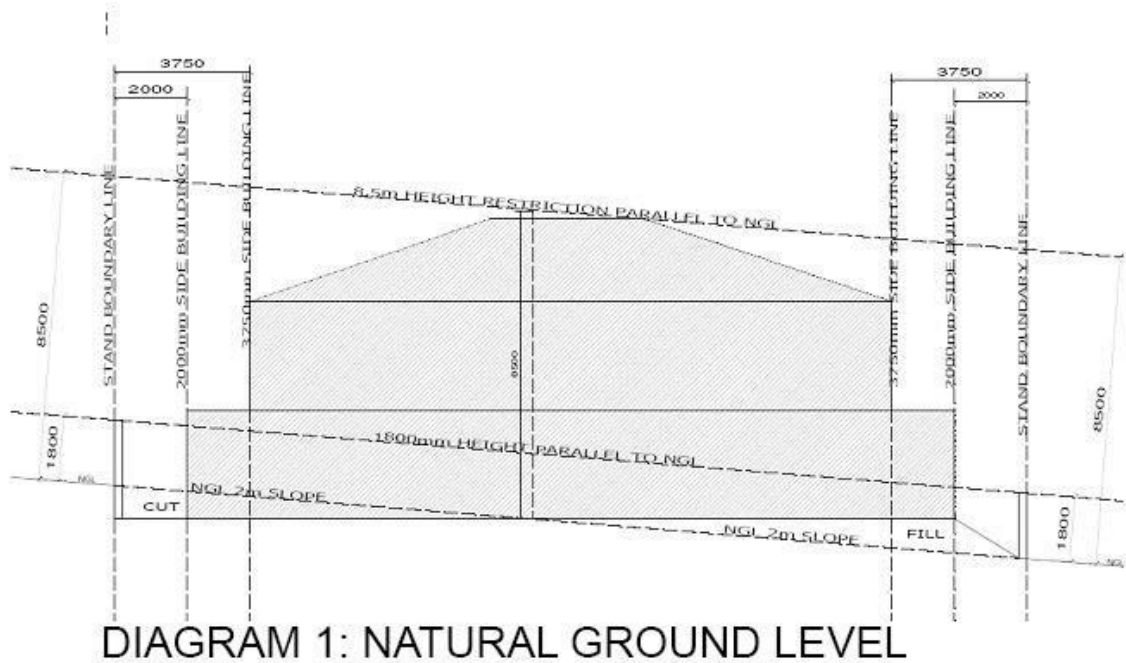 3750
3750
2000
2000
STAND BOUNDARY LINE
2000mm SIDE BUILDING LINE
3750mm SIDE BUILDING LINE
3750mm SIDE BUILDING LINE
2000mm SIDE BUILDING LINE
STAND BOUNDARY LINE
8.5m HEIGHT RESTRICTION PARALLEL TO NGL
8500
8500
8500
1800mm HEIGHT PARALLEL TO NGL
1800
NGL
NGL 2m SLOPE
CUT
NGL 2m SLOPE
FILL
1800
NGL
DIAGRAM 1: NATURAL GROUND LEVEL